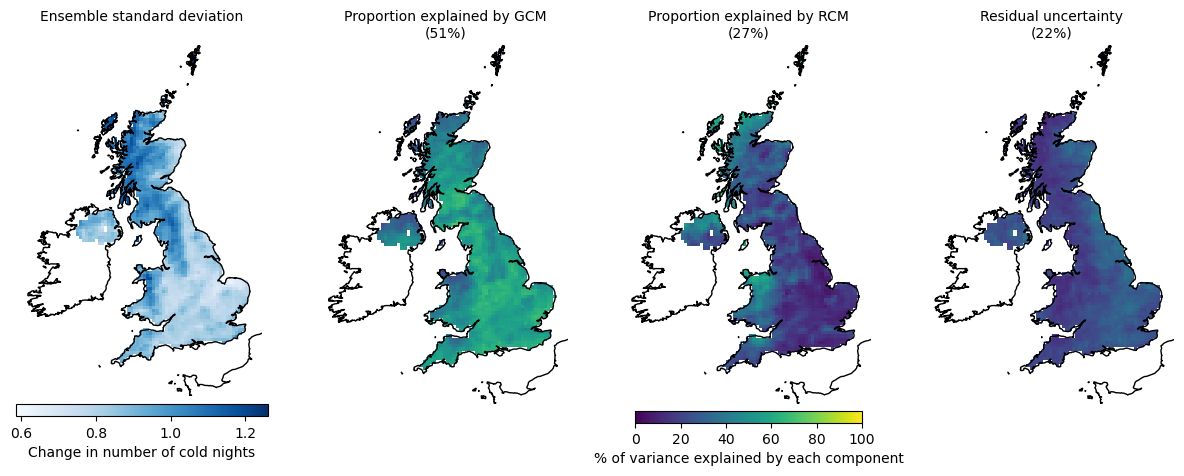 Ensemble standard deviation
Proportion explained by GCM
(51%)
Proportion explained by RCM
(27%)
Residual uncertainty
(22%)
0.6 0.8 1.0 1.2
Change in number of cold nights
0 20 40 60 80 100
% of variance explained by each component